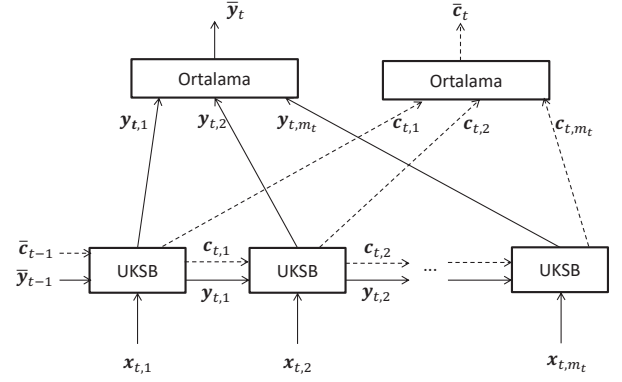 ȳ_t c̄_t
Ortalama Ortalama
y_{t,1} y_{t,2} y_{t,m_t} c_{t,1} c_{t,2} c_{t,m_t}
c̄_{t−1} c_{t,1} c_{t,2}
UKSB UKSB ... UKSB
ȳ_{t−1} y_{t,1} y_{t,2}
x_{t,1} x_{t,2} x_{t,m_t}